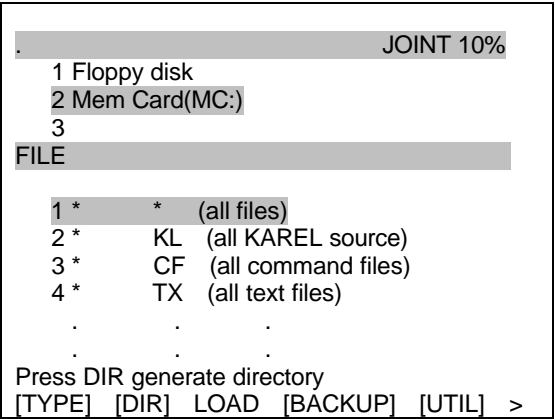 . JOINT 10%
1 Floppy disk
2 Mem Card(MC:)
3
FILE
1 * * (all files)
2 * KL (all KAREL source)
3 * CF (all command files)
4 * TX (all text files)
. . .
. . .
Press DIR generate directory
[TYPE] [DIR] LOAD [BACKUP] [UTIL] >